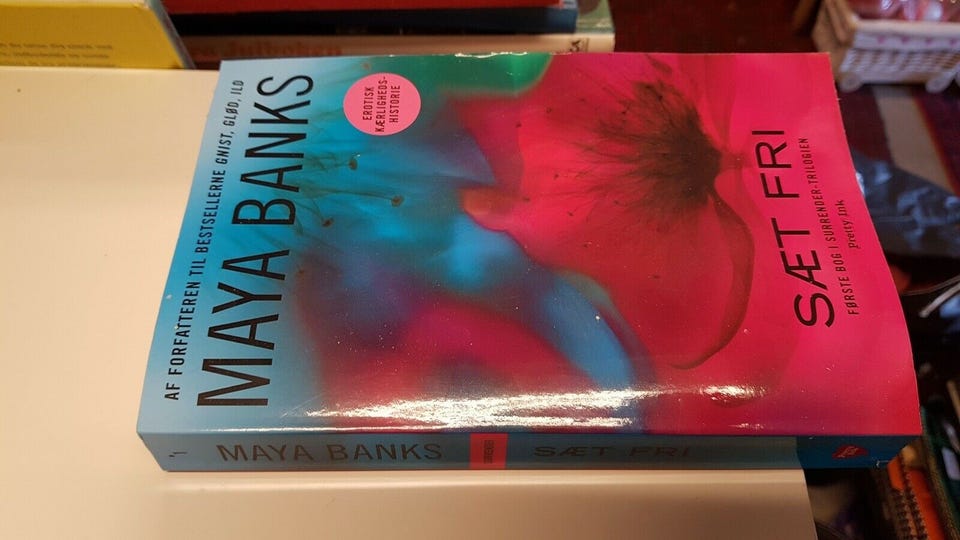 AF FORFATTEREN TIL BESTSELLERNE GNIST, GLØD, ILD
MAYA BANKS
EROTISK
KÆRLIGHEDS-
HISTORIE
SÆT FRI
FØRSTE BOG I SURRENDER-TRILOGIEN
pretty ink
MAYA BANKS
SÆT FRI
Julboken